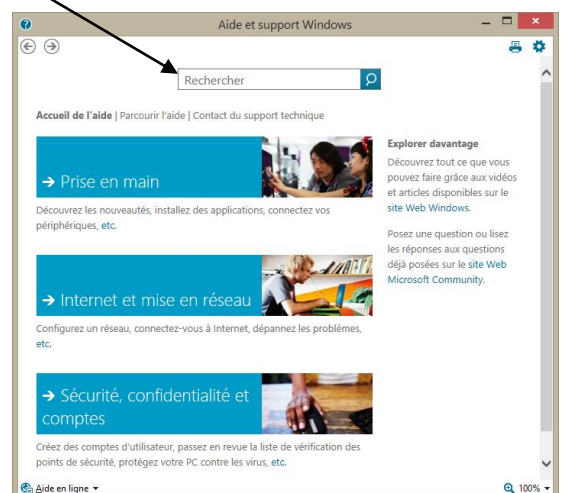 Aide et support Windows
Rechercher
Accueil de l'aide | Parcourir l'aide | Contact du support technique
→ Prise en main
Découvrez les nouveautés, installez des applications, connectez vos
périphériques, etc.
→ Internet et mise en réseau
Configurez un réseau, connectez-vous à Internet, dépannez les problèmes,
etc.
→ Sécurité, confidentialité et
comptes
Créez des comptes d'utilisateur, passez en revue la liste de vérification des
points de sécurité, protégez votre PC contre les virus, etc.
Explorer davantage
Découvrez tout ce que vous
pouvez faire grâce aux vidéos
et articles disponibles sur le
site Web Windows.
Posez une question ou lisez
les réponses aux questions
déjà posées sur le site Web
Microsoft Community.
Aide en ligne
100%